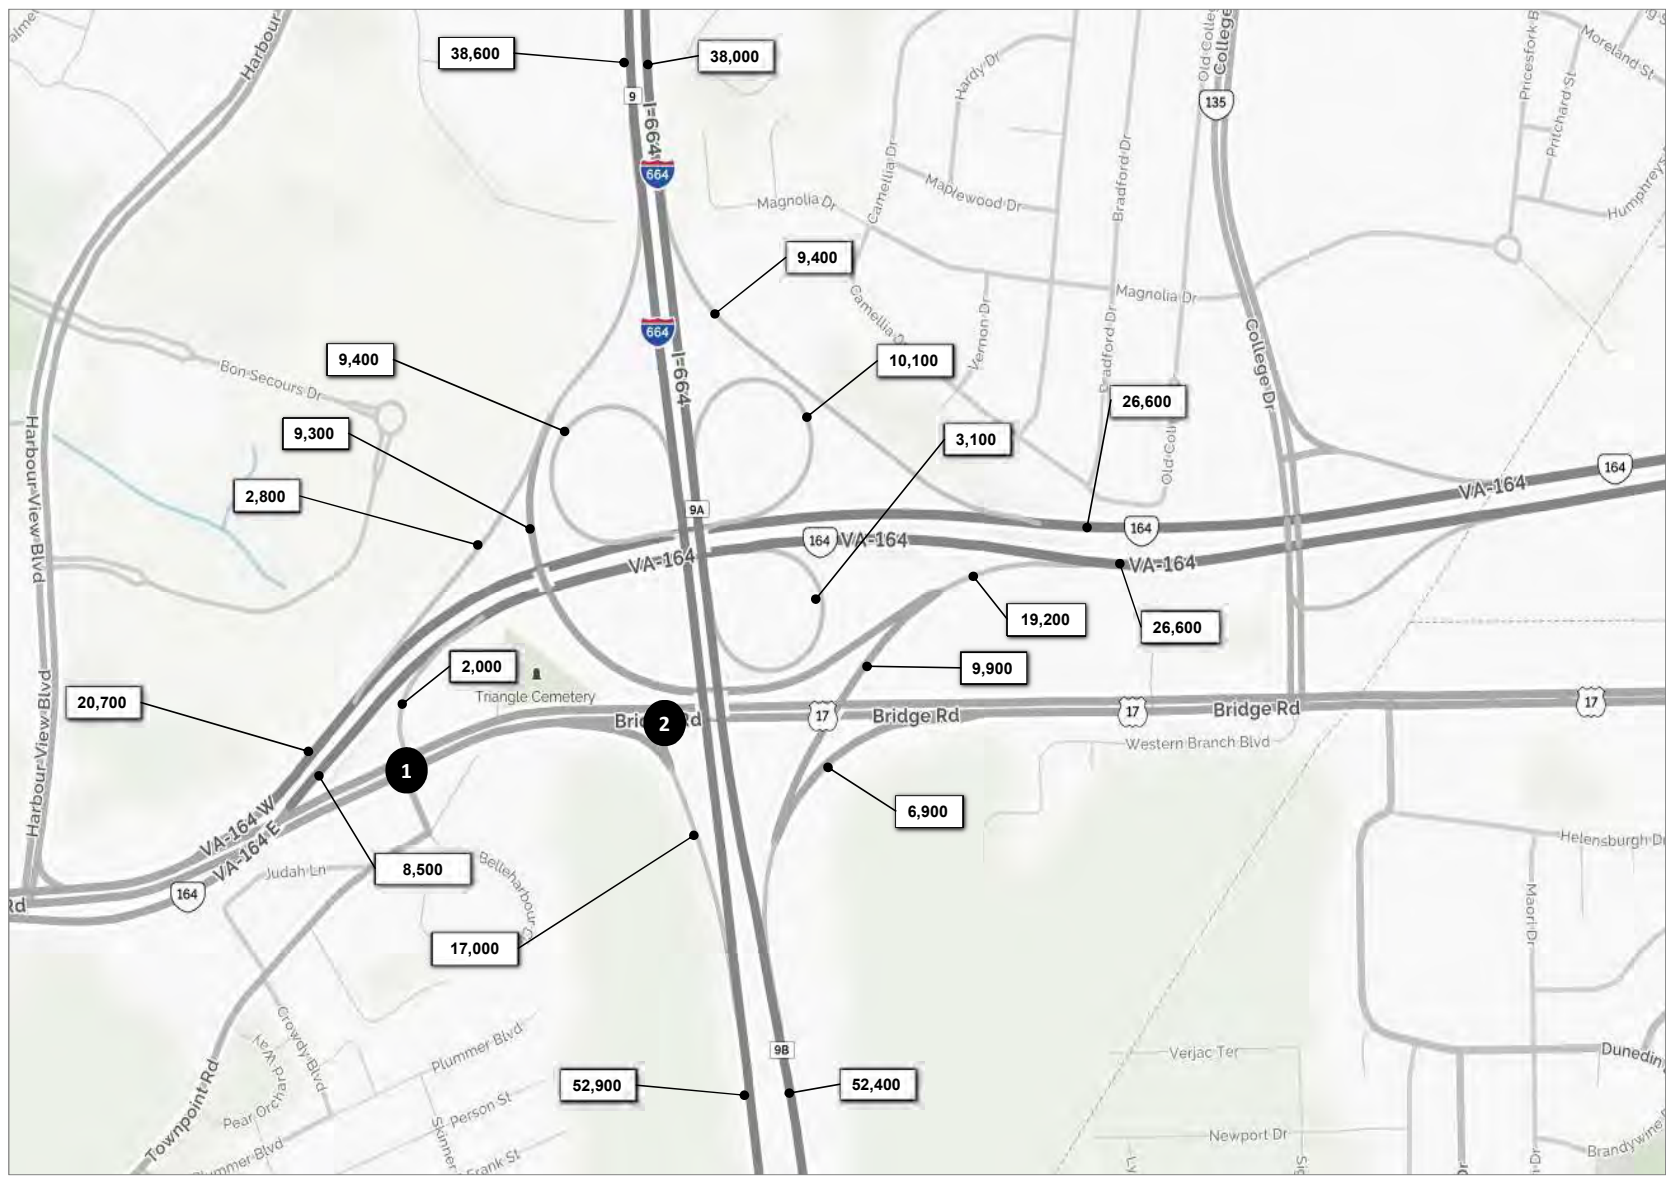 Harbour
38,600
38,000
9
I-664
664
Old College
College
135
Pricesfork B
Moreland St
Pritchard St
Humphreys
Hardy Dr
Camellia Dr
Maplewood Dr
Bradford Dr
Magnolia Dr
9,400
Camellia Dr
Vernon Dr
Magnolia Dr
664
I-664
9,400
10,100
College Dr
Bon Secours Dr
26,600
9,300
3,100
Harbour View Blvd
2,800
9A
164
VA-164
164
VA-164
164
VA-164
VA-164
19,200
26,600
2,000
9,900
Triangle Cemetery
20,700
Harbour View Blvd
2
17
Bridge Rd
17
Bridge Rd
17
Western Branch Blvd
1
6,900
VA-164 W
VA-164 E
8,500
Judah Ln
Belleharbour
Helensburgh Dr
164
Rd
17,000
Maori Dr
Crowdy Blvd
Plummer Blvd
9B
Verjac Ter
Dunedin
52,900
52,400
Townpoint Rd
Pear Orchard Way
Person St
Skinner
Newport Dr
Plummer Blvd
Frank St
Brandywine